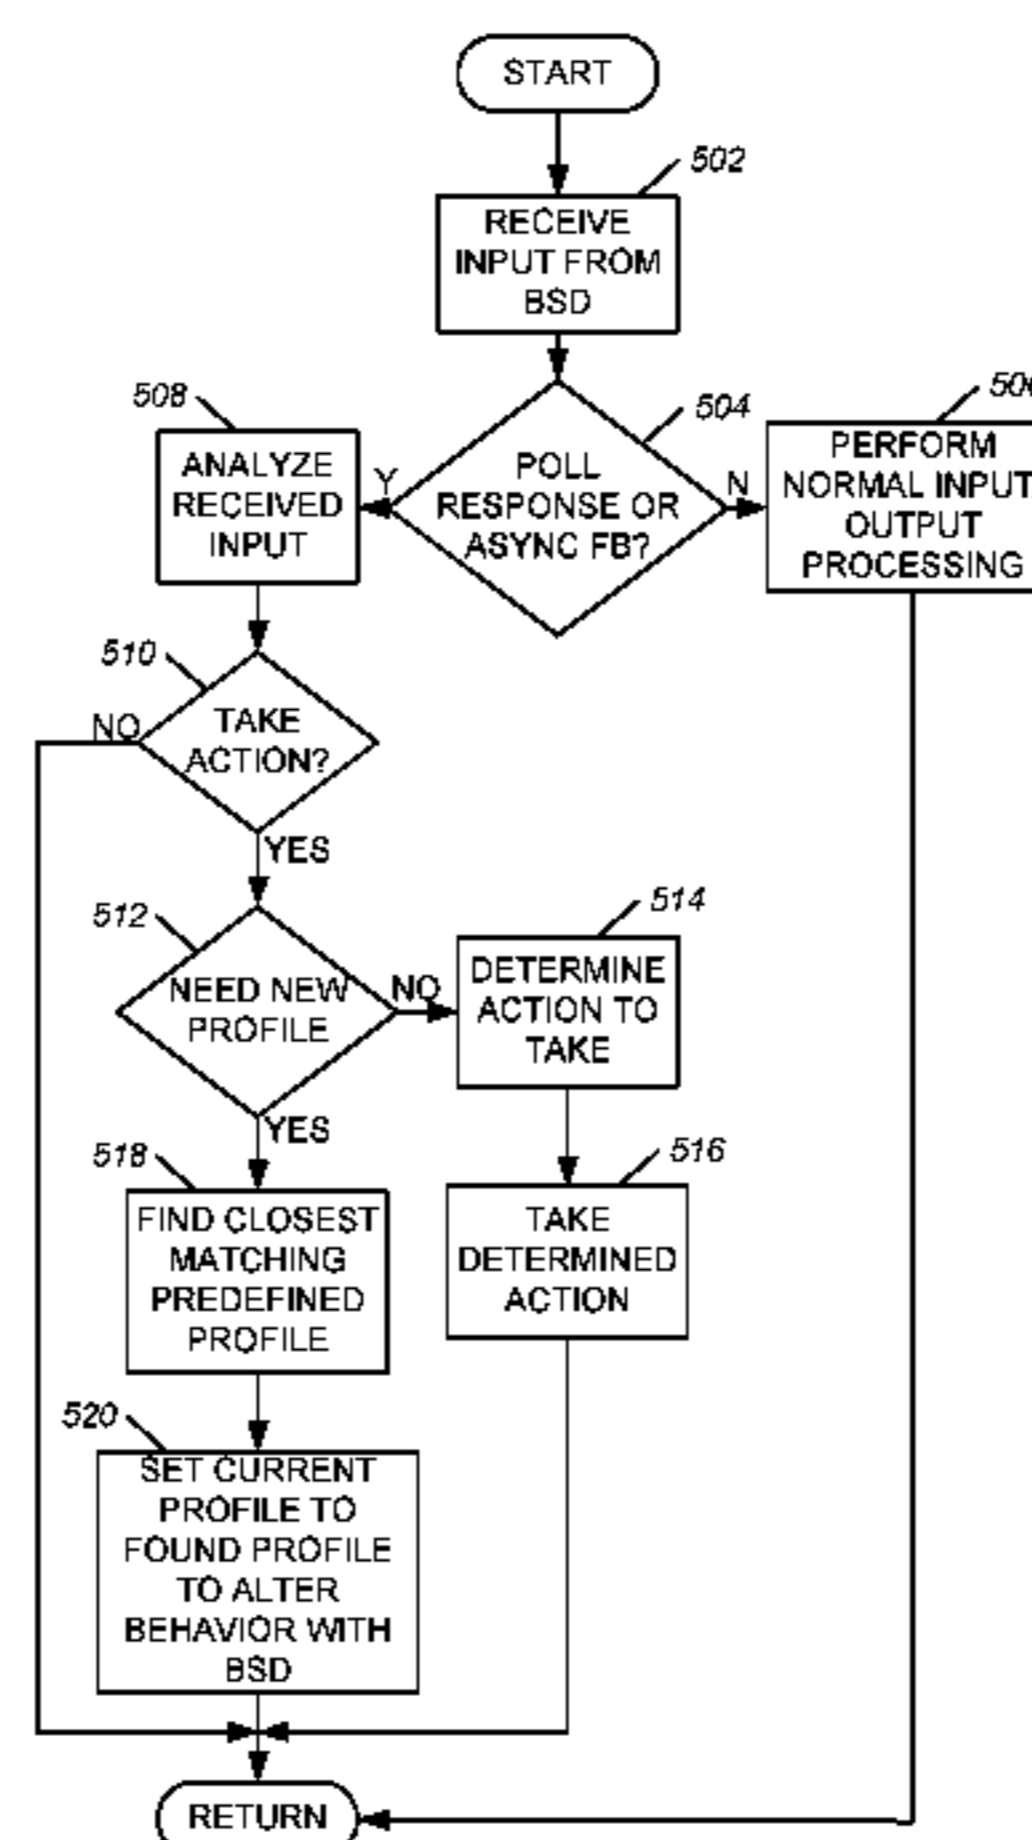 START
502
RECEIVE
INPUT FROM
BSD
504
POLL
RESPONSE OR
ASYNC FB?
Y
N
PERFORM
NORMAL INPUT
OUTPUT
PROCESSING
508
ANALYZE
RECEIVED
INPUT
510
TAKE
ACTION?
NO
YES
512
NEED NEW
PROFILE
NO
YES
514
DETERMINE
ACTION TO
TAKE
516
TAKE
DETERMINED
ACTION
518
FIND CLOSEST
MATCHING
PREDEFINED
PROFILE
520
SET CURRENT
PROFILE TO
FOUND PROFILE
TO ALTER
BEHAVIOR WITH
BSD
RETURN